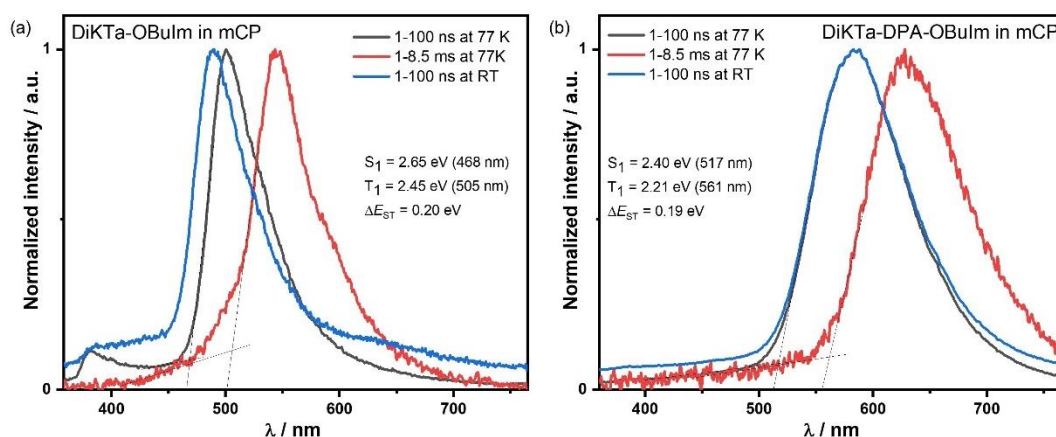 (a)
DiKTa-OBuIm in mCP
1-100 ns at 77 K
1-8.5 ms at 77K
1-100 ns at RT
S1 = 2.65 eV (468 nm)
T1 = 2.45 eV (505 nm)
ΔEST = 0.20 eV
Normalized intensity / a.u.
1
0
400
500
600
700
λ / nm
(b)
DiKTa-DPA-OBuIm in mCP
1-100 ns at 77 K
1-8.5 ms at 77K
1-100 ns at RT
S1 = 2.40 eV (517 nm)
T1 = 2.21 eV (561 nm)
ΔEST = 0.19 eV
Normalized intensity / a.u.
1
0
400
500
600
700
λ / nm